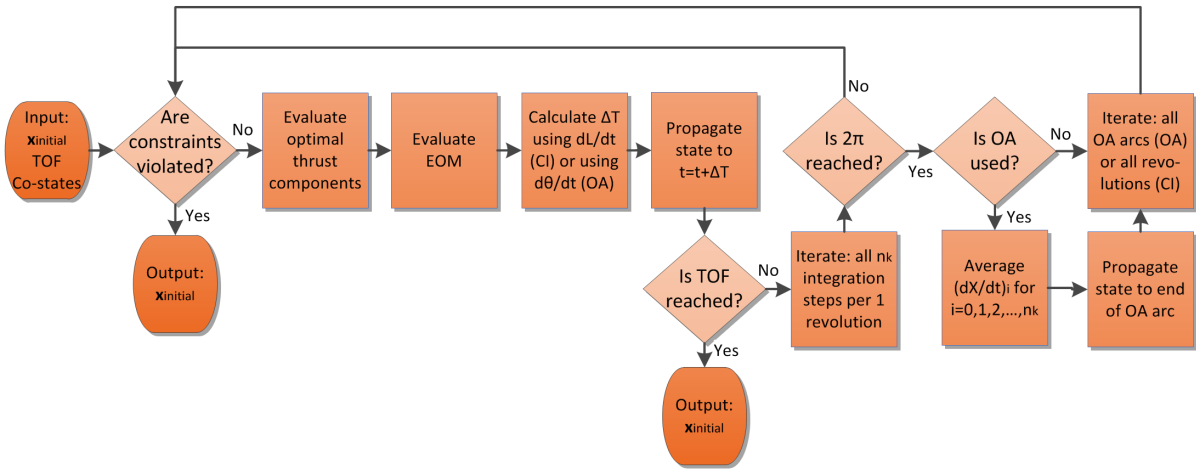 Input:
xinitial
TOF
Co-states
Are
constraints
violated?
No
Yes
Output:
xinitial
Evaluate
optimal
thrust
components
Evaluate
EOM
Calculate ΔT
using dL/dt
(CI) or using
dθ/dt (OA)
Propagate
state to
t=t+ΔT
Is TOF
reached?
No
Yes
Output:
xinitial
Iterate: all nk
integration
steps per 1
revolution
Is 2π
reached?
No
Yes
Is OA
used?
No
Yes
Average
(dX/dt)i for
i=0,1,2,...,nk
Propagate
state to end
of OA arc
Iterate: all
OA arcs (OA)
or all revo-
lutions (CI)